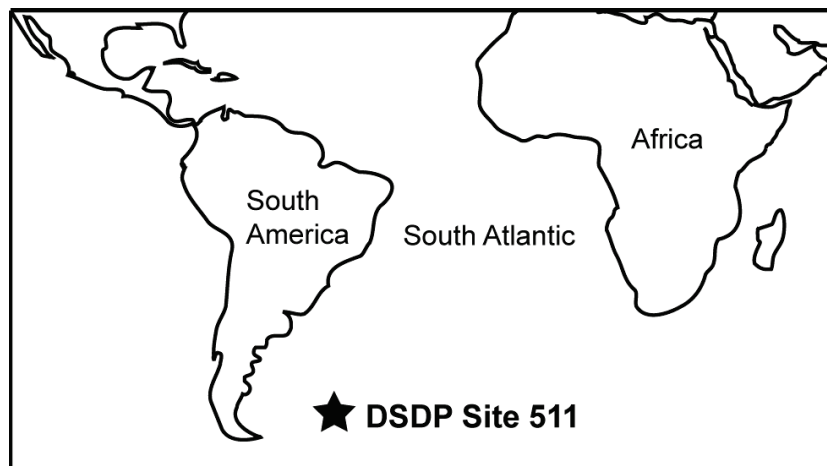 Africa
South
America
South Atlantic
DSDP Site 511